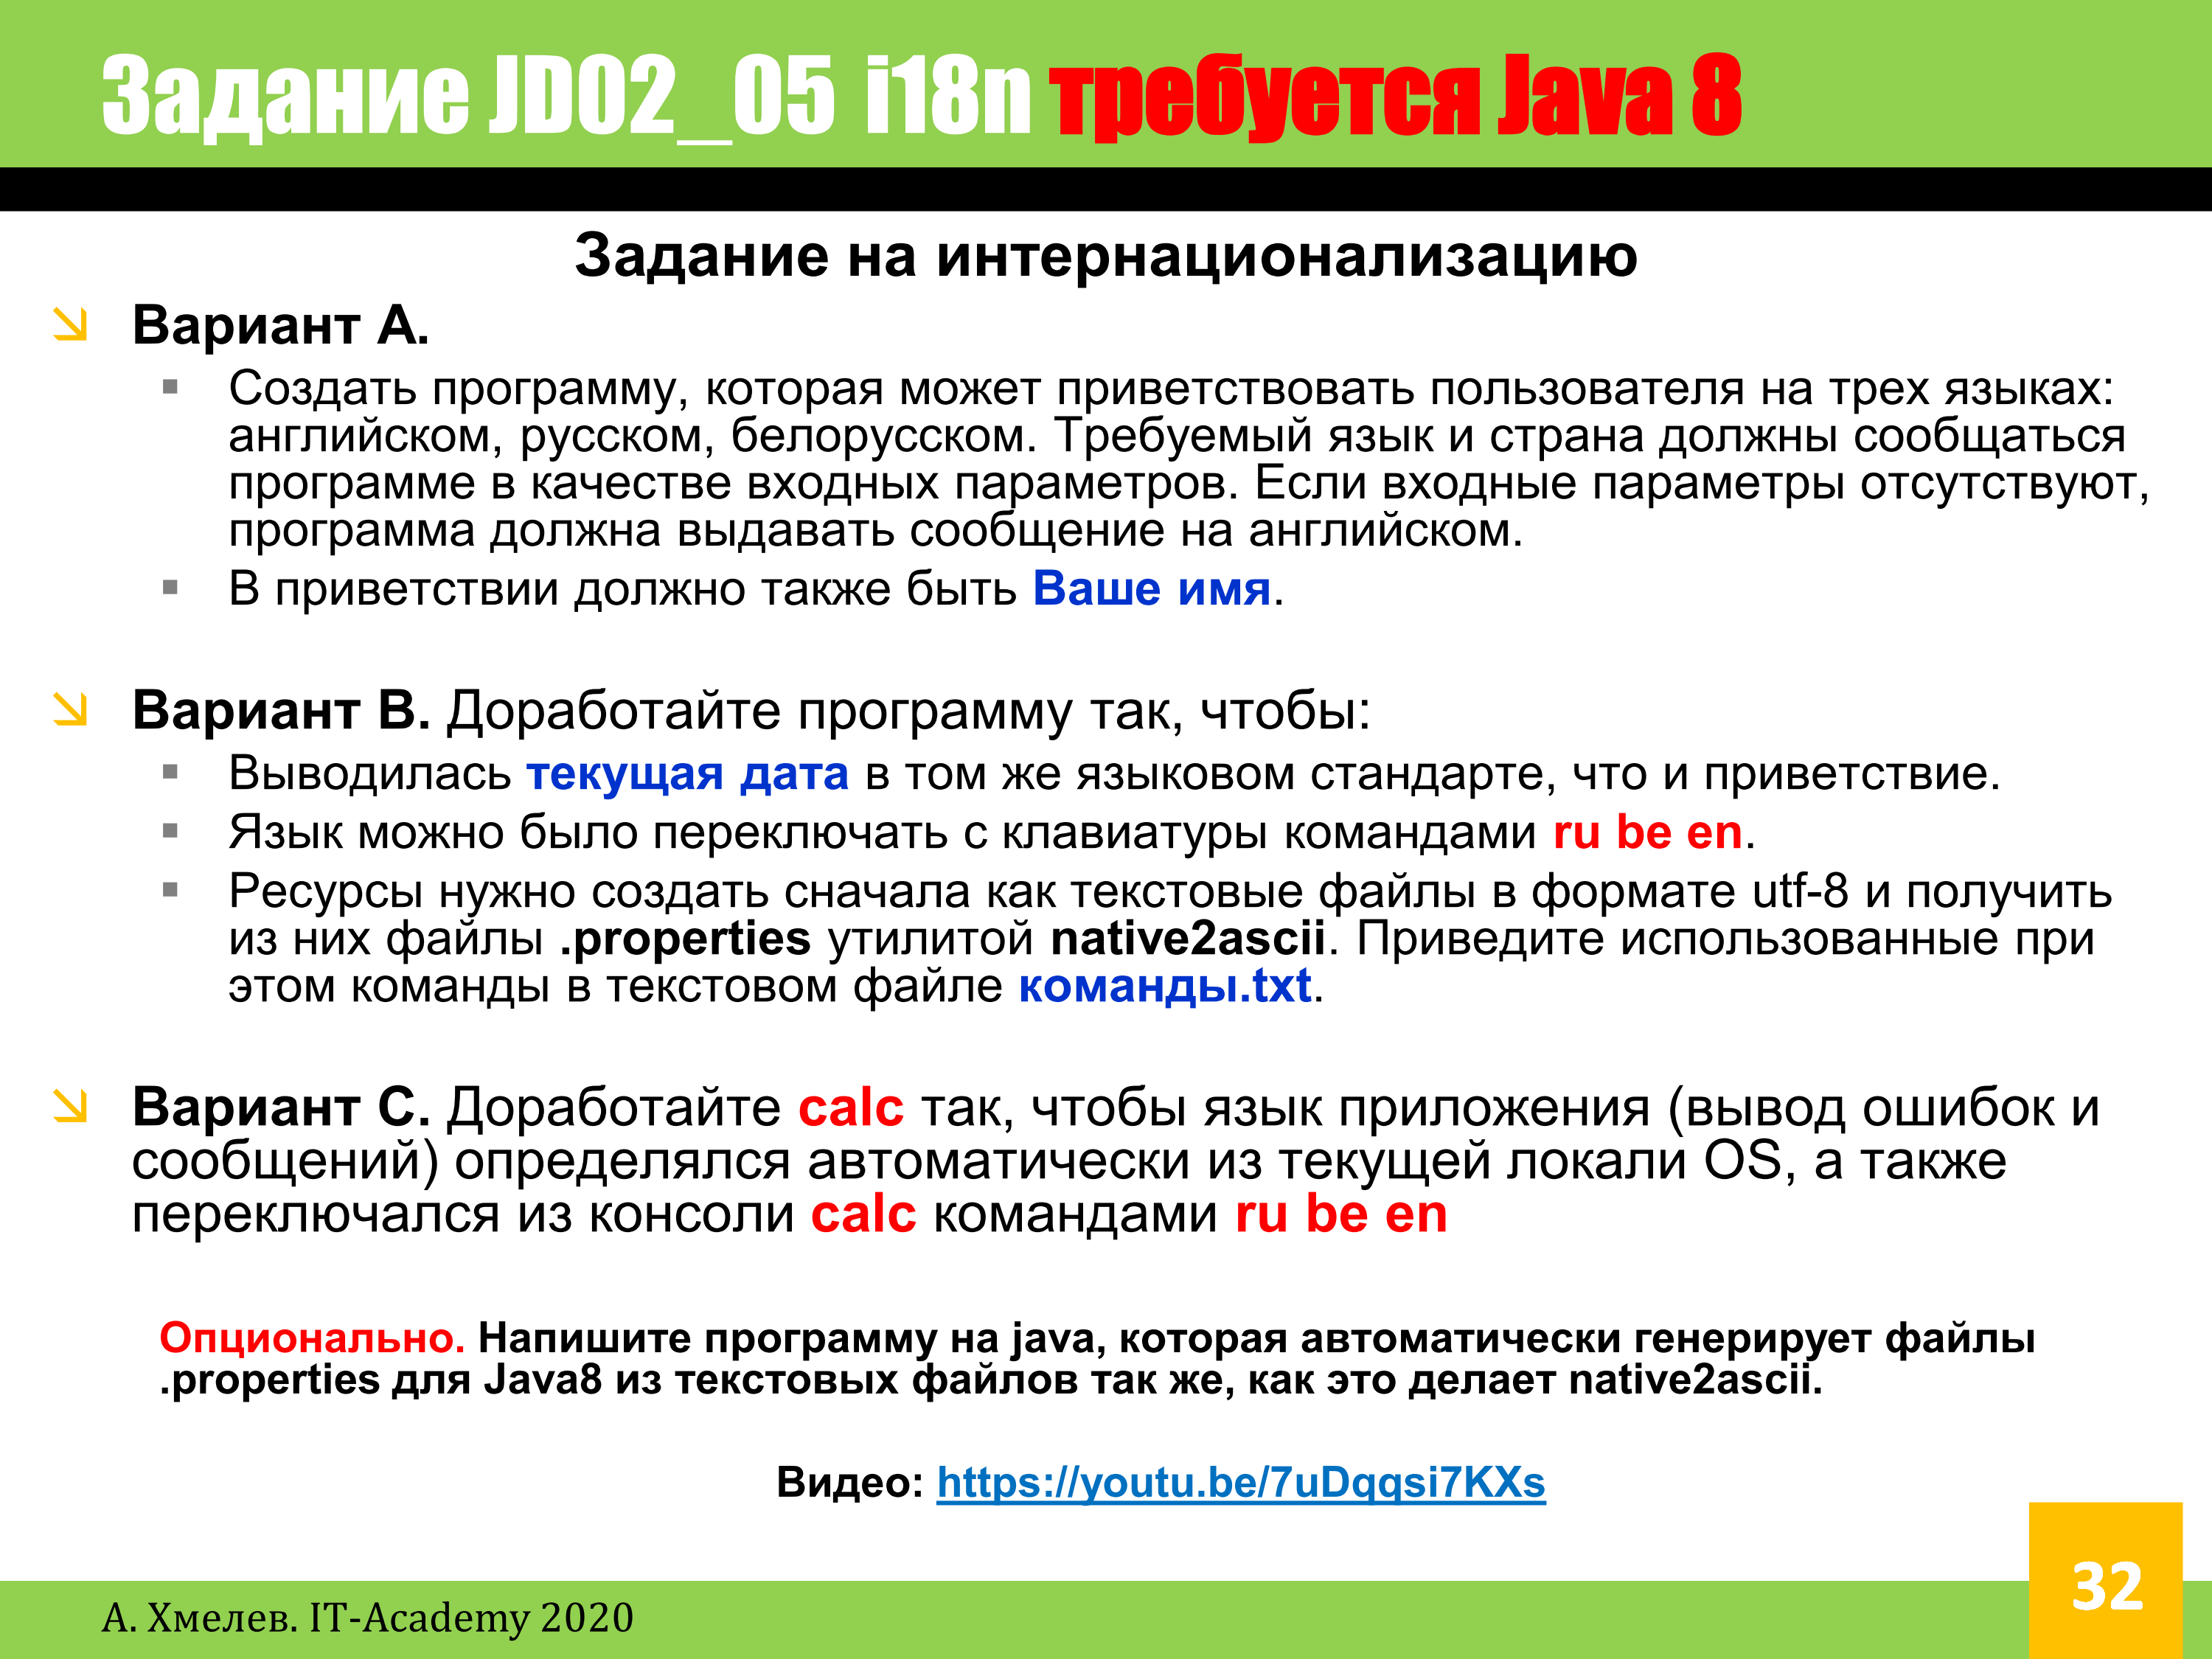 Задание JD02_05 i18n требуется Java 8
Задание на интернационализацию
Вариант A.
Создать программу, которая может приветствовать пользователя на трех языках:
английском, русском, белорусском. Требуемый язык и страна должны сообщаться
программе в качестве входных параметров. Если входные параметры отсутствуют,
программа должна выдавать сообщение на английском.
В приветствии должно также быть Ваше имя.
Вариант B. Доработайте программу так, чтобы:
Выводилась текущая дата в том же языковом стандарте, что и приветствие.
Язык можно было переключать с клавиатуры командами ru be en.
Ресурсы нужно создать сначала как текстовые файлы в формате utf-8 и получить
из них файлы .properties утилитой native2ascii. Приведите использованные при
этом команды в текстовом файле команды.txt.
Вариант C. Доработайте calc так, чтобы язык приложения (вывод ошибок и
сообщений) определялся автоматически из текущей локали OS, а также
переключался из консоли calc командами ru be en
Опционально. Напишите программу на java, которая автоматически генерирует файлы
.properties для Java8 из текстовых файлов так же, как это делает native2ascii.
Видео: https://youtu.be/7uDqqsi7KXs
32
А. Хмелев. IT-Academy 2020